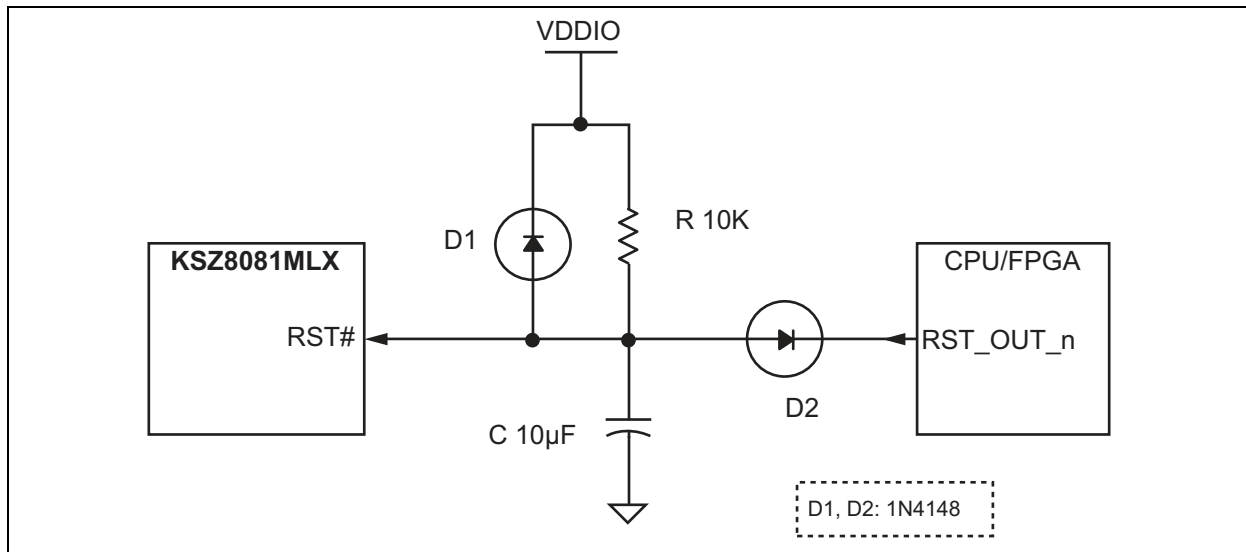 VDDIO
D1
R 10K
KSZ8081MLX
CPU/FPGA
RST#
RST_OUT_n
D2
C 10µF
D1, D2: 1N4148